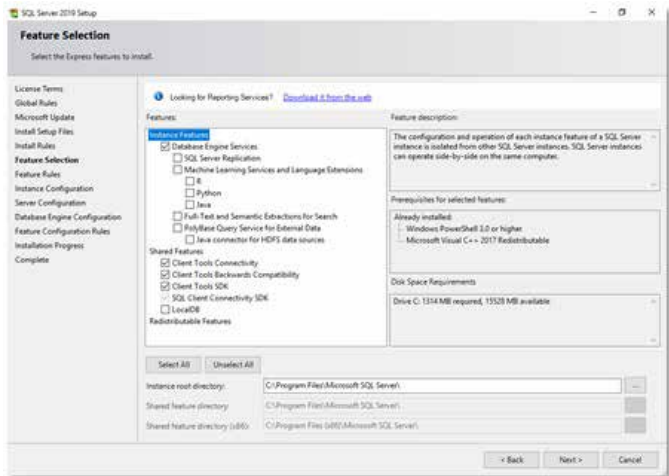 SQL Server 2019 Setup
Feature Selection
Select the Express features to install.
License Terms
Global Rules
Microsoft Update
Install Setup Files
Install Rules
Feature Selection
Feature Rules
Instance Configuration
Server Configuration
Database Engine Configuration
Feature Configuration Rules
Installation Progress
Complete
Looking for Reporting Services? Download it from the web
Features:
Instance Features
Database Engine Services
SQL Server Replication
Machine Learning Services and Language Extensions
R
Python
Java
Full-Text and Semantic Extractions for Search
PolyBase Query Service for External Data
Java connector for HDFS data sources
Shared Features
Client Tools Connectivity
Client Tools Backwards Compatibility
Client Tools SDK
SQL Client Connectivity SDK
LocalDB
Redistributable Features
Feature description:
The configuration and operation of each instance feature of a SQL Server
instance is isolated from other SQL Server instances. SQL Server instances
can operate side-by-side on the same computer.
Prerequisites for selected features:
Already installed:
Windows PowerShell 3.0 or higher
Microsoft Visual C++ 2017 Redistributable
Disk Space Requirements
Drive C: 1314 MB required, 15528 MB available
Select All
Unselect All
Instance root directory: C:\Program Files\Microsoft SQL Server\
...
Shared feature directory: C:\Program Files\Microsoft SQL Server\
Shared feature directory (x86): C:\Program Files (x86)\Microsoft SQL Server\
< Back
Next >
Cancel